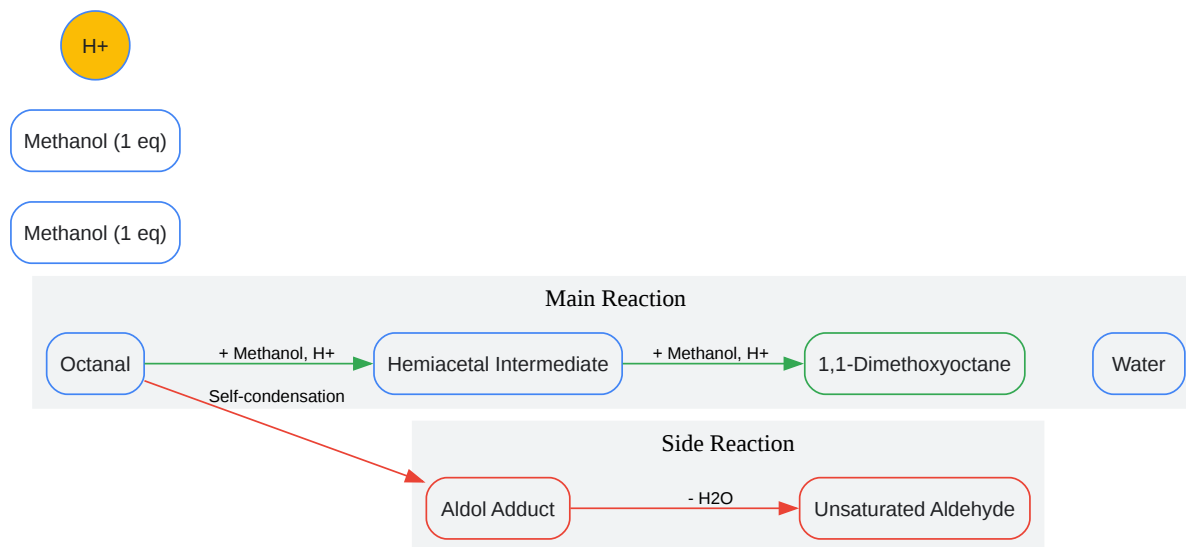 H+
Methanol (1 eq)
Methanol (1 eq)
Main Reaction
Octanal
+ Methanol, H+
Hemiacetal Intermediate
+ Methanol, H+
1,1-Dimethoxyoctane
Water
Self-condensation
Side Reaction
Aldol Adduct
- H2O
Unsaturated Aldehyde